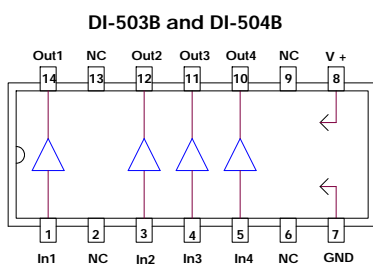 DI-503B and DI-504B
Out1 NC Out2 Out3 Out4 NC V +
14 13 12 11 10 9 8
1 2 3 4 5 6 7
In1 NC In2 In3 In4 NC GND